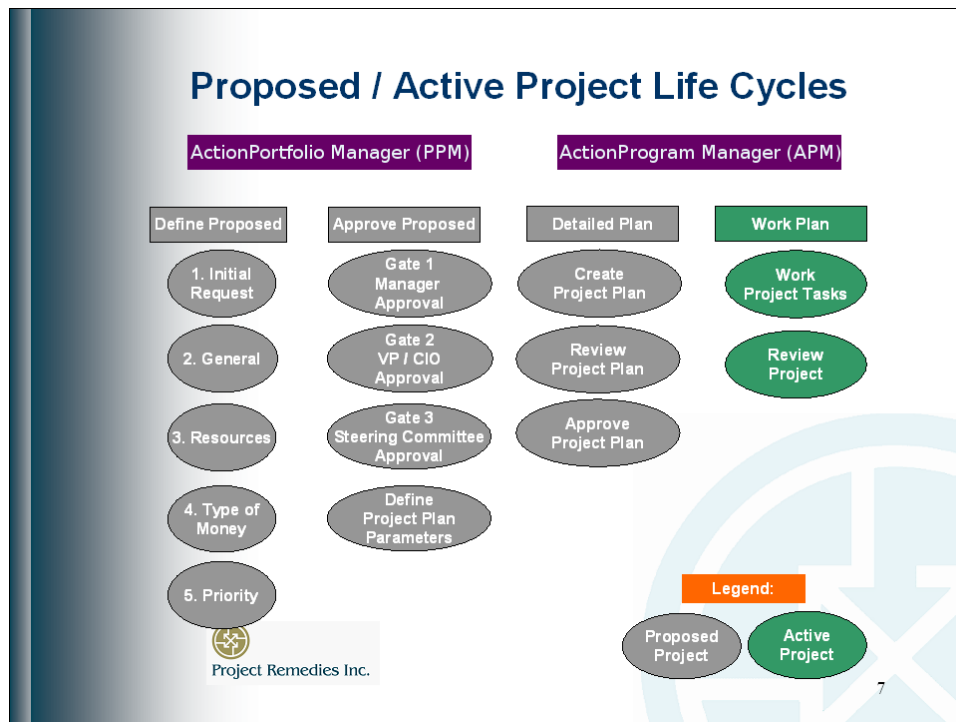 Proposed / Active Project Life Cycles
ActionPortfolio Manager (PPM)
ActionProgram Manager (APM)
Define Proposed
1. Initial
Request
2. General
3. Resources
4. Type of
Money
5. Priority
Approve Proposed
Gate 1
Manager
Approval
Gate 2
VP / CIO
Approval
Gate 3
Steering Committee
Approval
Define
Project Plan
Parameters
Detailed Plan
Create
Project Plan
Review
Project Plan
Approve
Project Plan
Work Plan
Work
Project Tasks
Review
Project
Legend:
Proposed
Project
Active
Project
Project Remedies Inc.
7